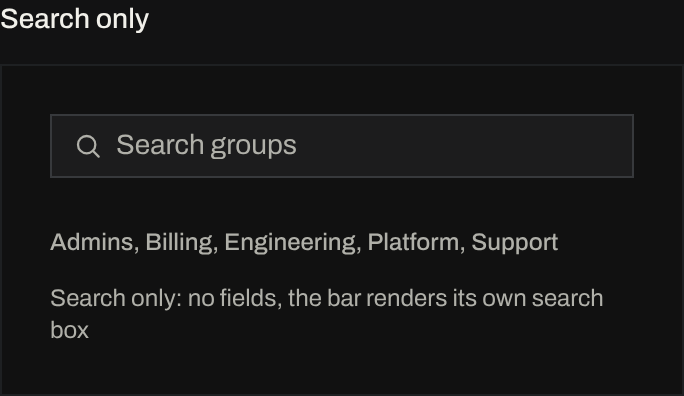 Search only
Search groups
Admins, Billing, Engineering, Platform, Support
Search only: no fields, the bar renders its own search
box